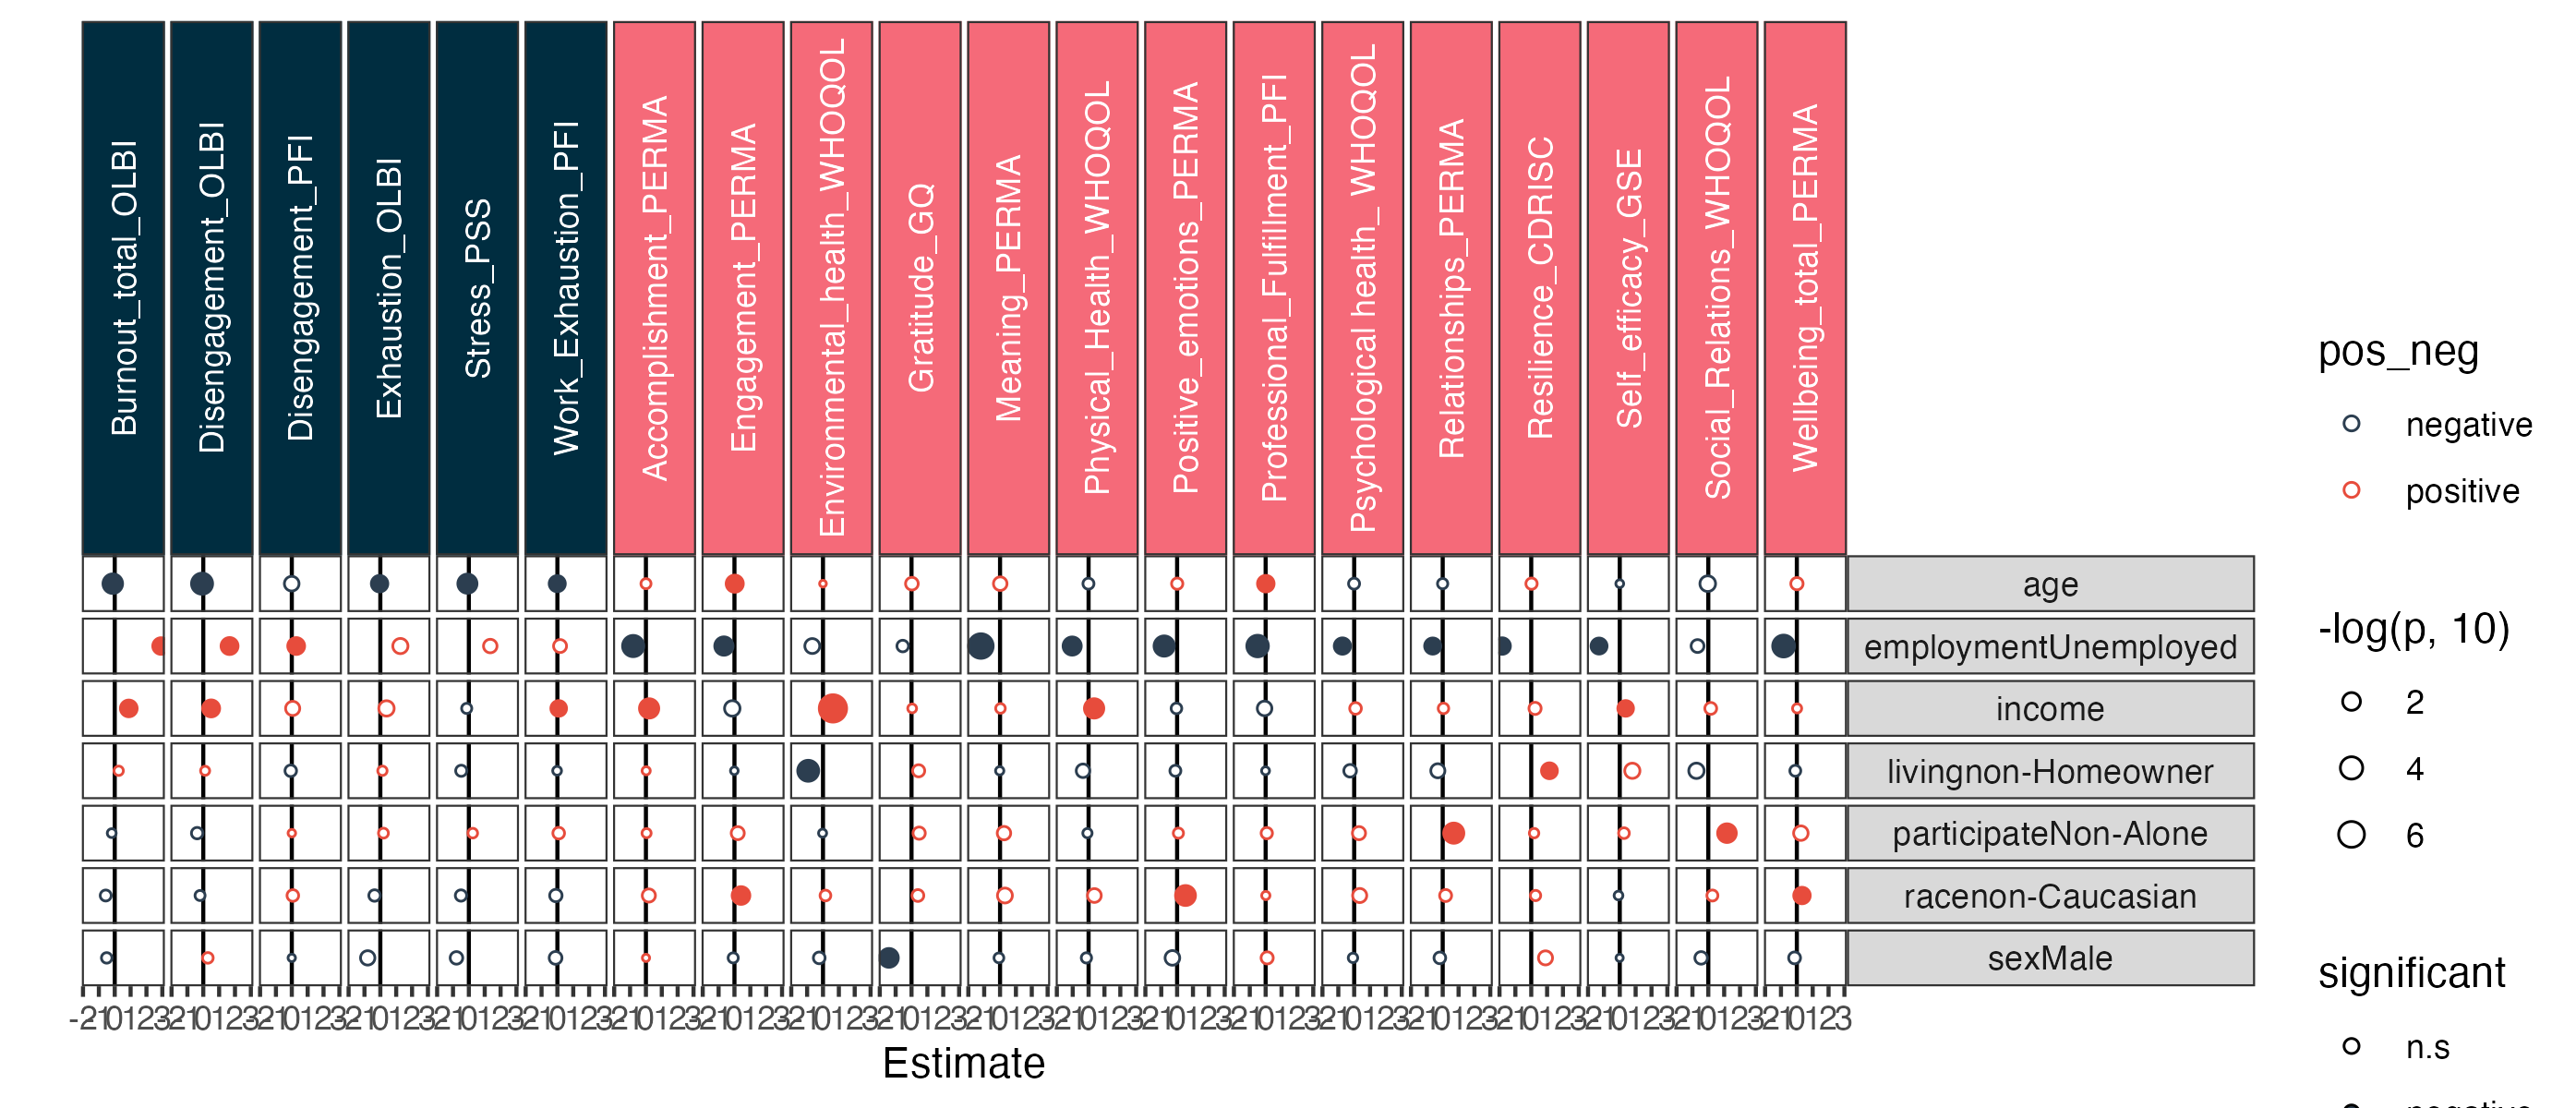 Burnout_total_OLBI
Disengagement_OLBI
Disengagement_PFI
Exhaustion_OLBI
Stress_PSS
Work_Exhaustion_PFI
Accomplishment_PERMA
Engagement_PERMA
Environmental_health_WHOQOL
Gratitude_GQ
Meaning_PERMA
Physical_Health_WHOQOL
Positive_emotions_PERMA
Professional_Fulfillment_PFI
Psychological health_ WHOQOL
Relationships_PERMA
Resilience_CDRISC
Self_efficacy_GSE
Social_Relations_WHOQOL
Wellbeing_total_PERMA
age
employmentUnemployed
income
livingnon-Homeowner
participateNon-Alone
racenon-Caucasian
sexMale
Estimate
pos_neg
negative
positive
-log(p, 10)
2
4
6
significant
n.s